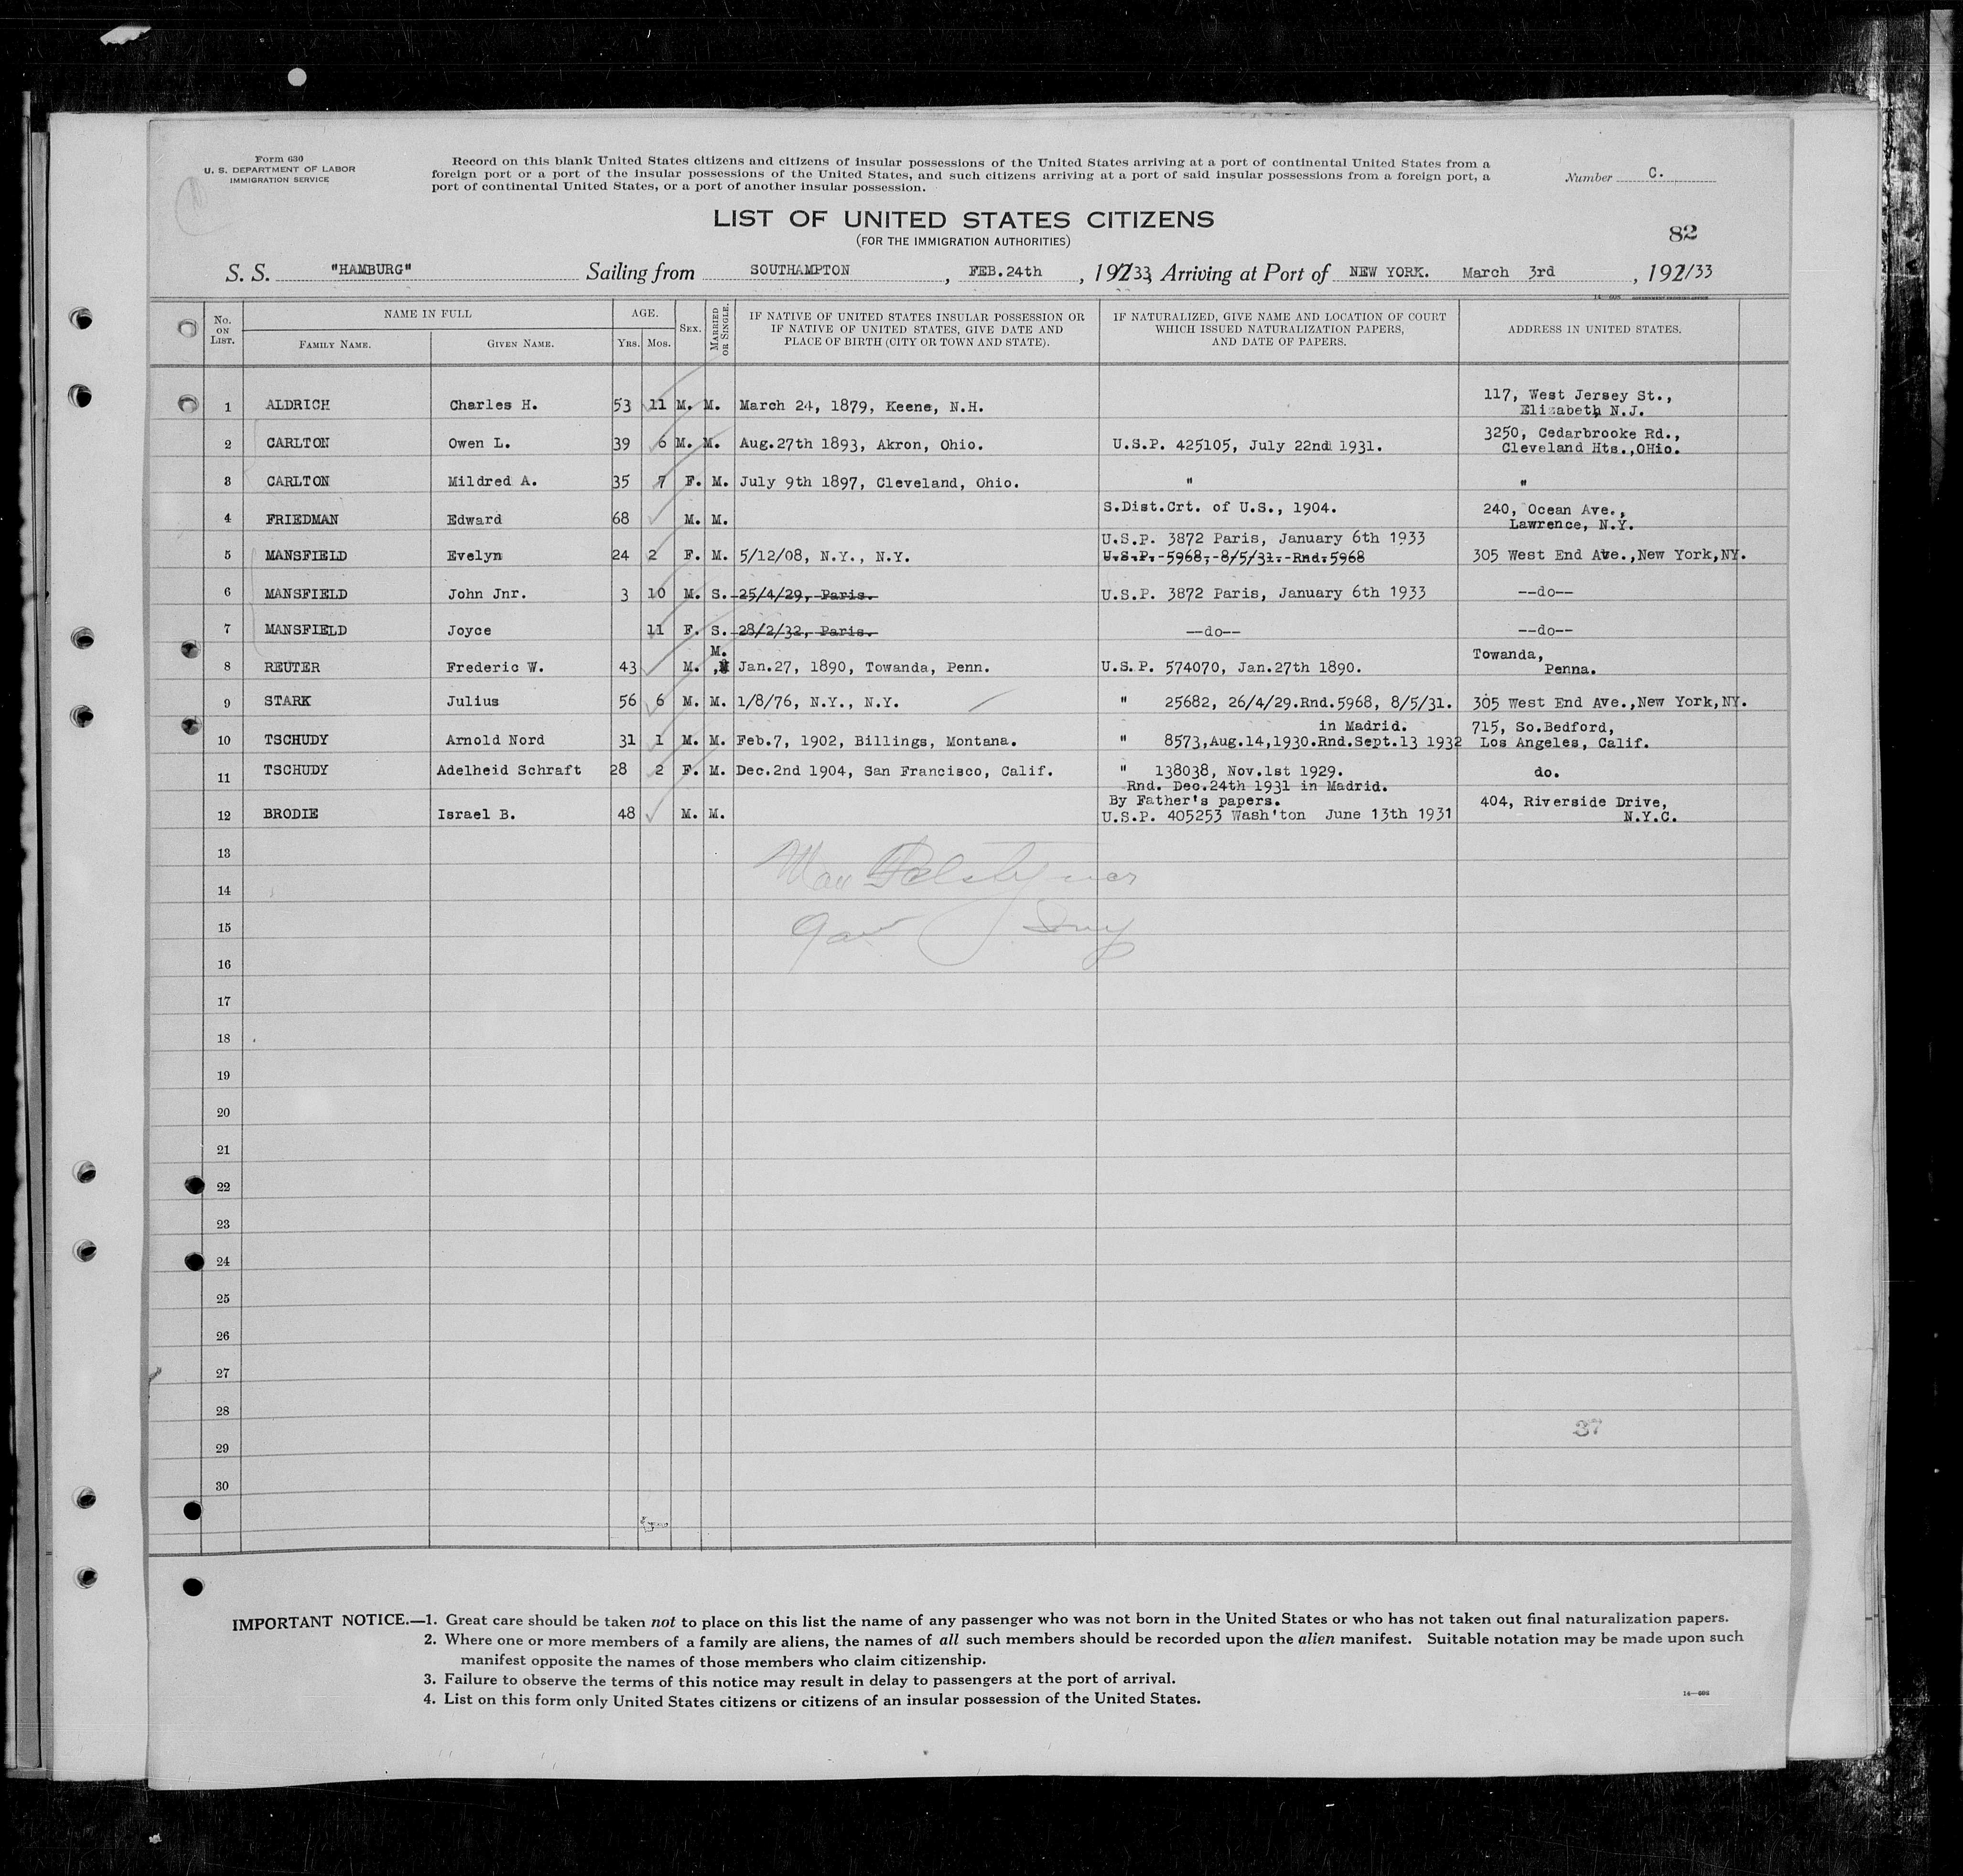 Form 630
U. S. DEPARTMENT OF LABOR
IMMIGRATION SERVICE
Record on this blank United States citizens and citizens of insular possessions of the United States arriving at a port of continental United States from a
foreign port or a port of the insular possessions of the United States, and such citizens arriving at a port of said insular possessions from a foreign port, a
port of continental United States, or a port of another insular possession.
Number C.
LIST OF UNITED STATES CITIZENS
(FOR THE IMMIGRATION AUTHORITIES)
82
S. S. "HAMBURG" Sailing from SOUTHAMPTON, FEB.24th, 192/33, Arriving at Port of NEW YORK. March 3rd, 192/33
14—608 GOVERNMENT PRINTING OFFICE
No. ON LIST. NAME IN FULL FAMILY NAME. GIVEN NAME. AGE. YRS. MOS. SEX. MARRIED OR SINGLE. IF NATIVE OF UNITED STATES INSULAR POSSESSION OR IF NATIVE OF UNITED STATES, GIVE DATE AND PLACE OF BIRTH (CITY OR TOWN AND STATE). IF NATURALIZED, GIVE NAME AND LOCATION OF COURT WHICH ISSUED NATURALIZATION PAPERS, AND DATE OF PAPERS. ADDRESS IN UNITED STATES.
1 ALDRICH Charles H. 53 11 M. M. March 24, 1879, Keene, N.H. 117, West Jersey St.,
Elizabeth N.J.
2 CARLTON Owen L. 39 6 M. M. Aug.27th 1893, Akron, Ohio. U.S.P. 425105, July 22nd 1931. 3250, Cedarbrooke Rd.,
Cleveland Hts.,OHio.
3 CARLTON Mildred A. 35 7 F. M. July 9th 1897, Cleveland, Ohio. " "
4 FRIEDMAN Edward 68 M. M. S.Dist.Crt. of U.S., 1904. 240, Ocean Ave.,
Lawrence, N.Y.
U.S.P. 3872 Paris, January 6th 1933
5 MANSFIELD Evelyn 24 2 F. M. 5/12/08, N.Y., N.Y. U.S.P.-5968,-8/5/31.-Rnd.5968 305 West End Ave.,New York,NY.
6 MANSFIELD John Jnr. 3 10 M. S. 25/4/29, Paris. U.S.P. 3872 Paris, January 6th 1933 --do--
7 MANSFIELD Joyce 11 F. S. 28/2/32, Paris. --do-- --do--
8 REUTER Frederic W. 43 M. M. Jan.27, 1890, Towanda, Penn. U.S.P. 574070, Jan.27th 1890. Towanda,
Penna.
9 STARK Julius 56 6 M. M. 1/8/76, N.Y., N.Y. " 25682, 26/4/29.Rnd.5968, 8/5/31. 305 West End Ave.,New York,NY.
in Madrid. 715, So.Bedford,
10 TSCHUDY Arnold Nord 31 1 M. M. Feb.7, 1902, Billings, Montana. " 8573,Aug.14,1930.Rnd.Sept.13 1932 Los Angeles, Calif.
11 TSCHUDY Adelheid Schraft 28 2 F. M. Dec.2nd 1904, San Francisco, Calif. " 138038, Nov.1st 1929. do.
Rnd. Dec.24th 1931 in Madrid.
By Father's papers. 404, Riverside Drive,
12 BRODIE Israel B. 48 M. M. U.S.P. 405253 Wash'ton June 13th 1931 N.Y.C.
13
14
15
16
17
18
19
20
21
22
23
24
25
26
27
28
37
29
30
IMPORTANT NOTICE.—1. Great care should be taken not to place on this list the name of any passenger who was not born in the United States or who has not taken out final naturalization papers.
2. Where one or more members of a family are aliens, the names of all such members should be recorded upon the alien manifest. Suitable notation may be made upon such
manifest opposite the names of those members who claim citizenship.
3. Failure to observe the terms of this notice may result in delay to passengers at the port of arrival.
4. List on this form only United States citizens or citizens of an insular possession of the United States.
14—608